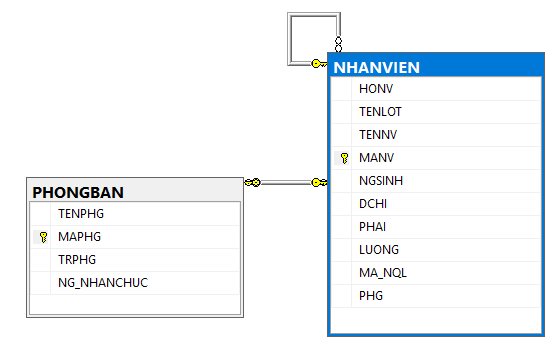 NHANVIEN
HONV
TENLOT
TENNV
MANV
NGSINH
DCHI
PHAI
LUONG
MA_NQL
PHG
PHONGBAN
TENPHG
MAPHG
TRPHG
NG_NHANCHUC